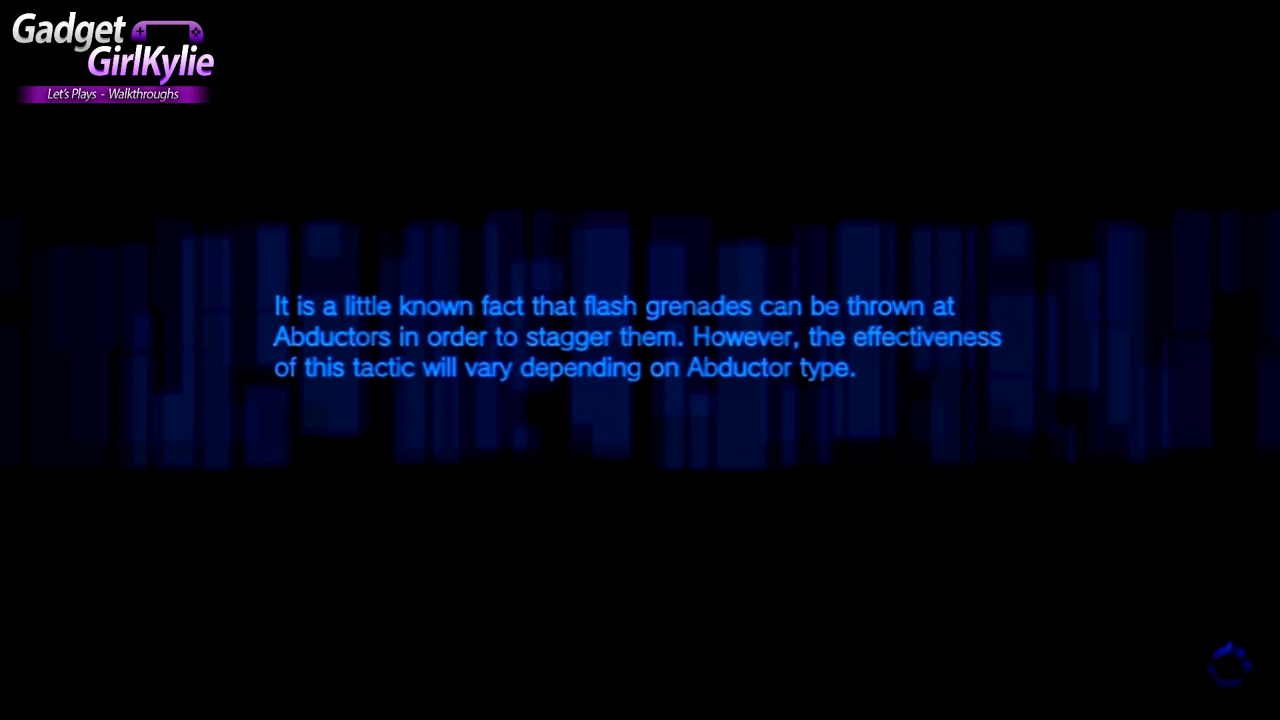 Gadget
GirlKylie
Let's Plays - Walkthroughs
It is a little known fact that flash grenades can be thrown at
Abductors in order to stagger them. However, the effectiveness
of this tactic will vary depending on Abductor type.